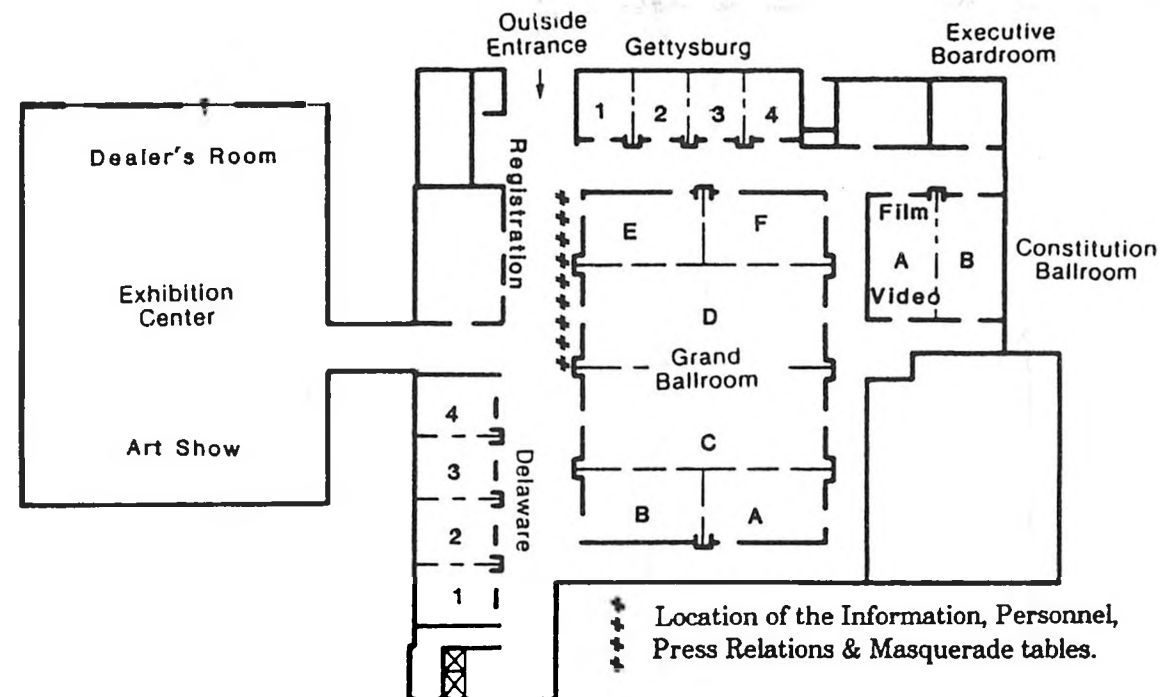 Outside
Entrance
Gettysburg
Executive
Boardroom
1
2
3
4
Dealer's Room
Registration
Exhibition
Center
Art Show
E
F
D
Grand
Ballroom
C
B
A
Film
A
B
Video
Constitution
Ballroom
4
3
2
1
Delaware
Location of the Information, Personnel,
Press Relations & Masquerade tables.